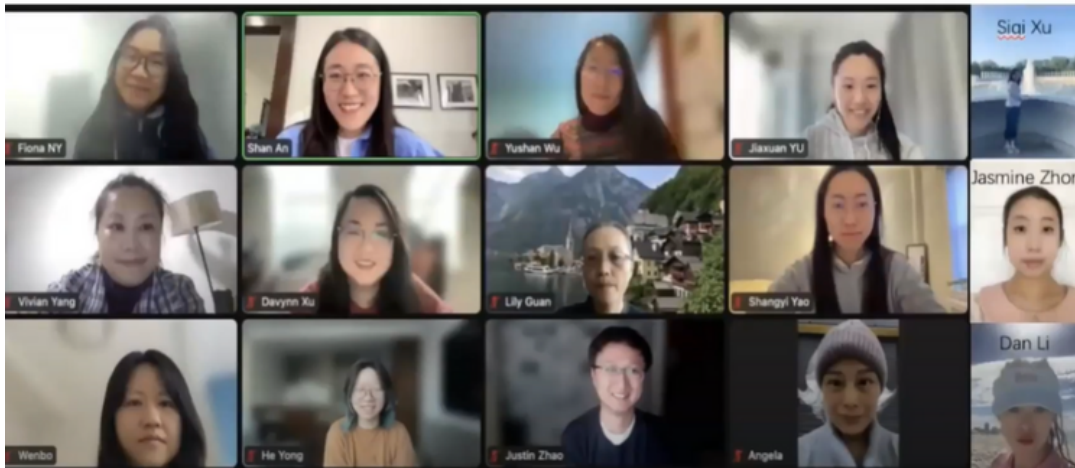 Fiona NY
Shan An
Yushan Wu
Jiaxuan YU
Siqi Xu
Vivian Yang
Davynn Xu
Lily Guan
Shangyi Yao
Jasmine Zhon
Wenbo
He Yong
Justin Zhao
Angela
Dan Li